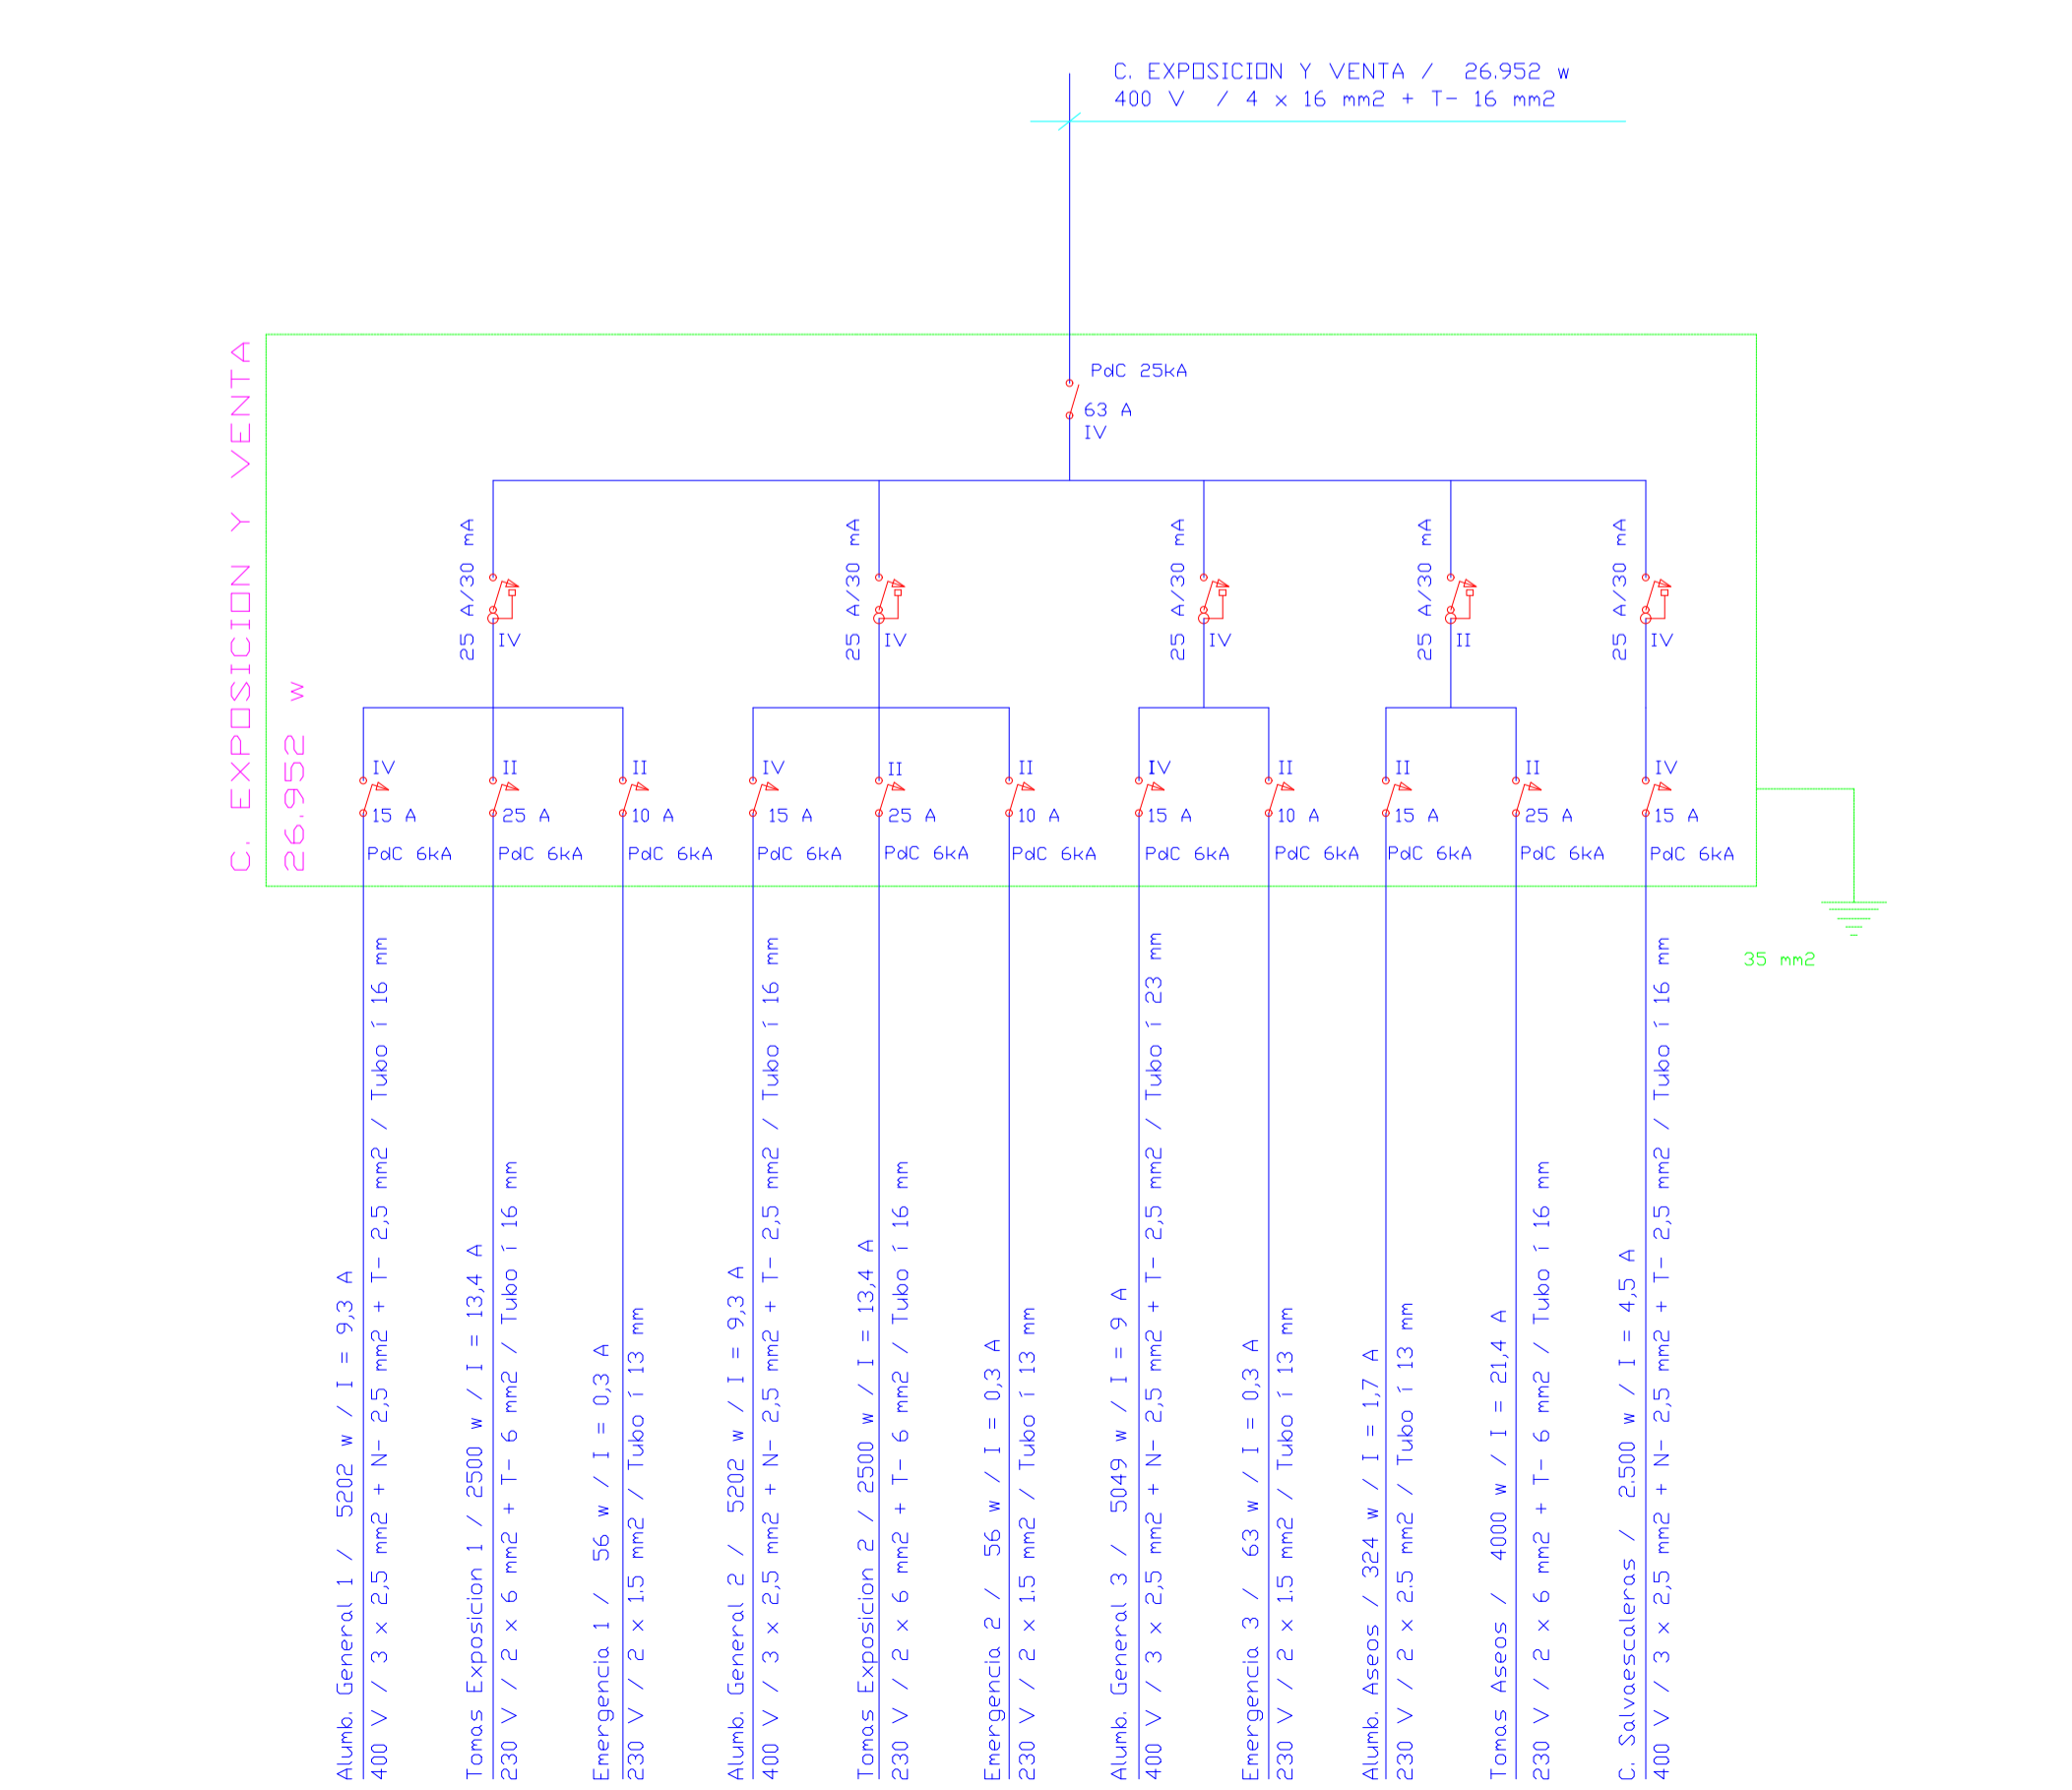 C. EXPOSICION Y VENTA / 26.952 w
400 V / 4 x 16 mm2 + T- 16 mm2
C. EXPOSICION Y VENTA
26.952 w
PdC 25kA
63 A
IV
25 A/30 mA
IV
25 A/30 mA
IV
25 A/30 mA
IV
25 A/30 mA
II
25 A/30 mA
IV
IV
15 A
PdC 6kA
II
25 A
PdC 6kA
II
10 A
PdC 6kA
IV
15 A
PdC 6kA
II
25 A
PdC 6kA
II
10 A
PdC 6kA
IV
15 A
PdC 6kA
II
10 A
PdC 6kA
II
15 A
PdC 6kA
II
25 A
PdC 6kA
IV
15 A
PdC 6kA
35 mm2
Alumb. General 1 / 5202 w / I = 9,3 A
400 V / 3 x 2,5 mm2 + N- 2,5 mm2 + T- 2,5 mm2 / Tubo í 16 mm
Tomas Exposicion 1 / 2500 w / I = 13,4 A
230 V / 2 x 6 mm2 + T- 6 mm2 / Tubo í 16 mm
Emergencia 1 / 56 w / I = 0,3 A
230 V / 2 x 1.5 mm2 / Tubo í 13 mm
Alumb. General 2 / 5202 w / I = 9,3 A
400 V / 3 x 2,5 mm2 + N- 2,5 mm2 + T- 2,5 mm2 / Tubo í 16 mm
Tomas Exposicion 2 / 2500 w / I = 13,4 A
230 V / 2 x 6 mm2 + T- 6 mm2 / Tubo í 16 mm
Emergencia 2 / 56 w / I = 0,3 A
230 V / 2 x 1.5 mm2 / Tubo í 13 mm
Alumb. General 3 / 5049 w / I = 9 A
400 V / 3 x 2,5 mm2 + N- 2,5 mm2 + T- 2,5 mm2 / Tubo í 23 mm
Emergencia 3 / 63 w / I = 0,3 A
230 V / 2 x 1.5 mm2 / Tubo í 13 mm
Alumb. Aseos / 324 w / I = 1,7 A
230 V / 2 x 2.5 mm2 / Tubo í 13 mm
Tomas Aseos / 4000 w / I = 21,4 A
230 V / 2 x 6 mm2 + T- 6 mm2 / Tubo í 16 mm
C. Salvaescaleras / 2.500 w / I = 4,5 A
400 V / 3 x 2,5 mm2 + N- 2,5 mm2 + T- 2,5 mm2 / Tubo í 16 mm